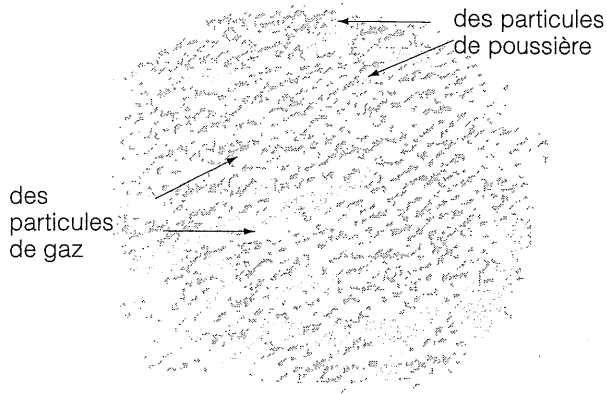 des particules
de poussière
des
particules
de gaz